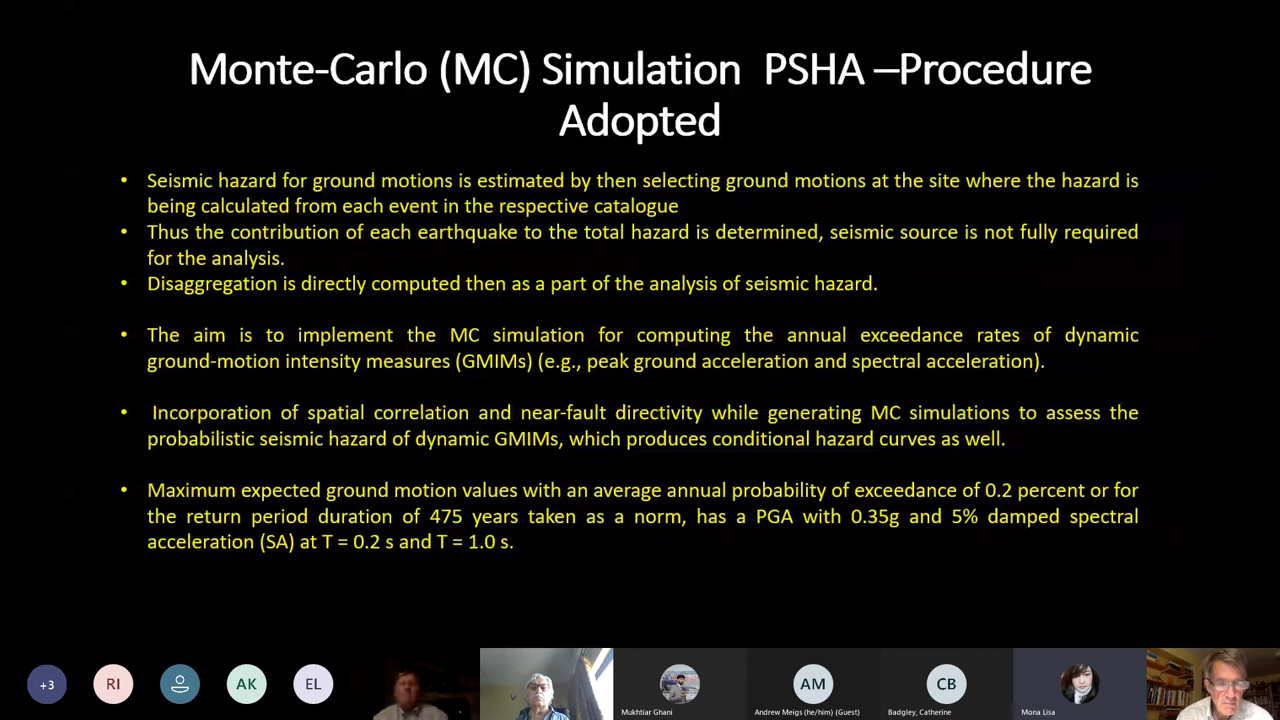 Monte-Carlo (MC) Simulation  PSHA –Procedure
Adopted
• Seismic hazard for ground motions is estimated by then selecting ground motions at the site where the hazard is
being calculated from each event in the respective catalogue
• Thus the contribution of each earthquake to the total hazard is determined, seismic source is not fully required
for the analysis.
• Disaggregation is directly computed then as a part of the analysis of seismic hazard.
• The aim is to implement the MC simulation for computing the annual exceedance rates of dynamic
ground-motion intensity measures (GMIMs) (e.g., peak ground acceleration and spectral acceleration).
• Incorporation of spatial correlation and near-fault directivity while generating MC simulations to assess the
probabilistic seismic hazard of dynamic GMIMs, which produces conditional hazard curves as well.
• Maximum expected ground motion values with an average annual probability of exceedance of 0.2 percent or for
the return period duration of 475 years taken as a norm, has a PGA with 0.35g and 5% damped spectral
acceleration (SA) at T = 0.2 s and T = 1.0 s.
+3 RI AK EL AM CB
Mukhtiar Ghani Andrew Meigs (he/him) (Guest) Badgley, Catherine Mona Lisa